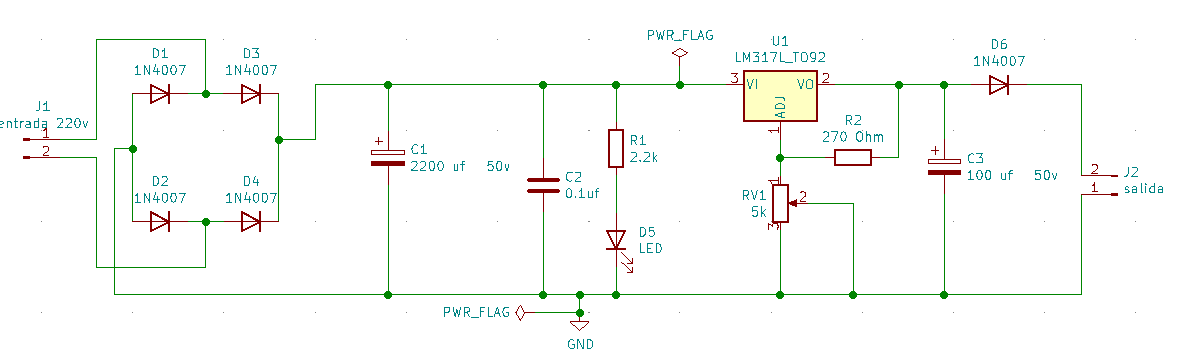 J1
entrada 220v
1
2
D1
1N4007
D3
1N4007
D2
1N4007
D4
1N4007
+
C1
2200 uf 50v
C2
0.1uf
R1
2.2k
D5
LED
PWR_FLAG
PWR_FLAG
GND
U1
LM317L_TO92
3
VI
VO
2
ADJ
1
R2
270 Ohm
RV1
5k
1
2
3
+
C3
100 uf 50v
D6
1N4007
2
1
J2
salida